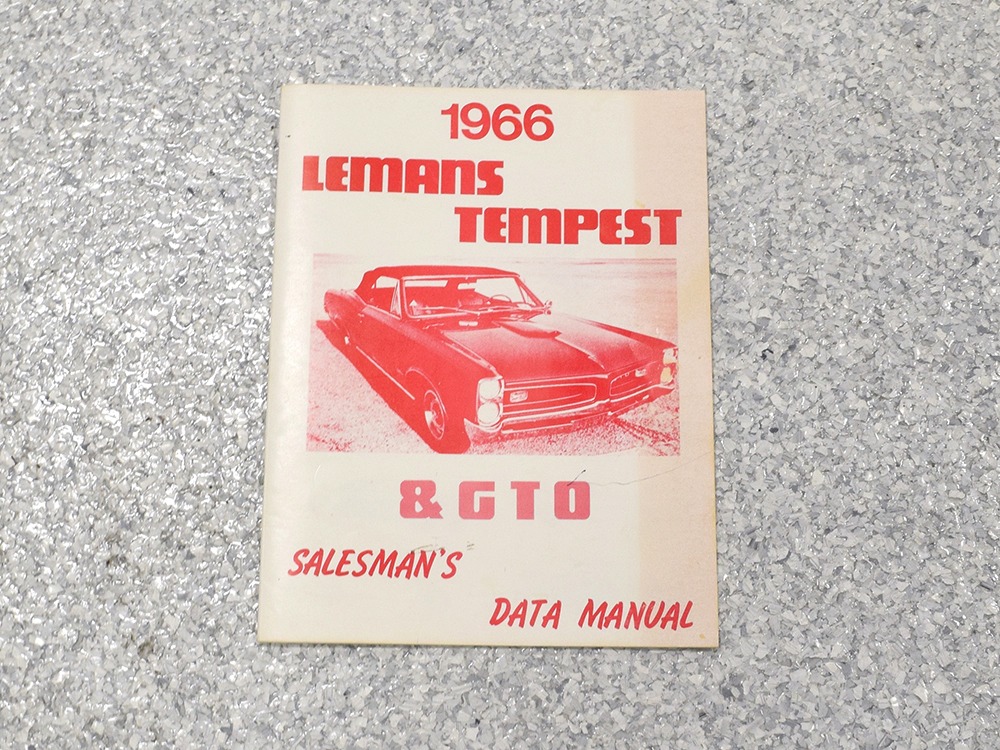 1966
LEMANS
TEMPEST
& GTO
SALESMAN'S
DATA MANUAL